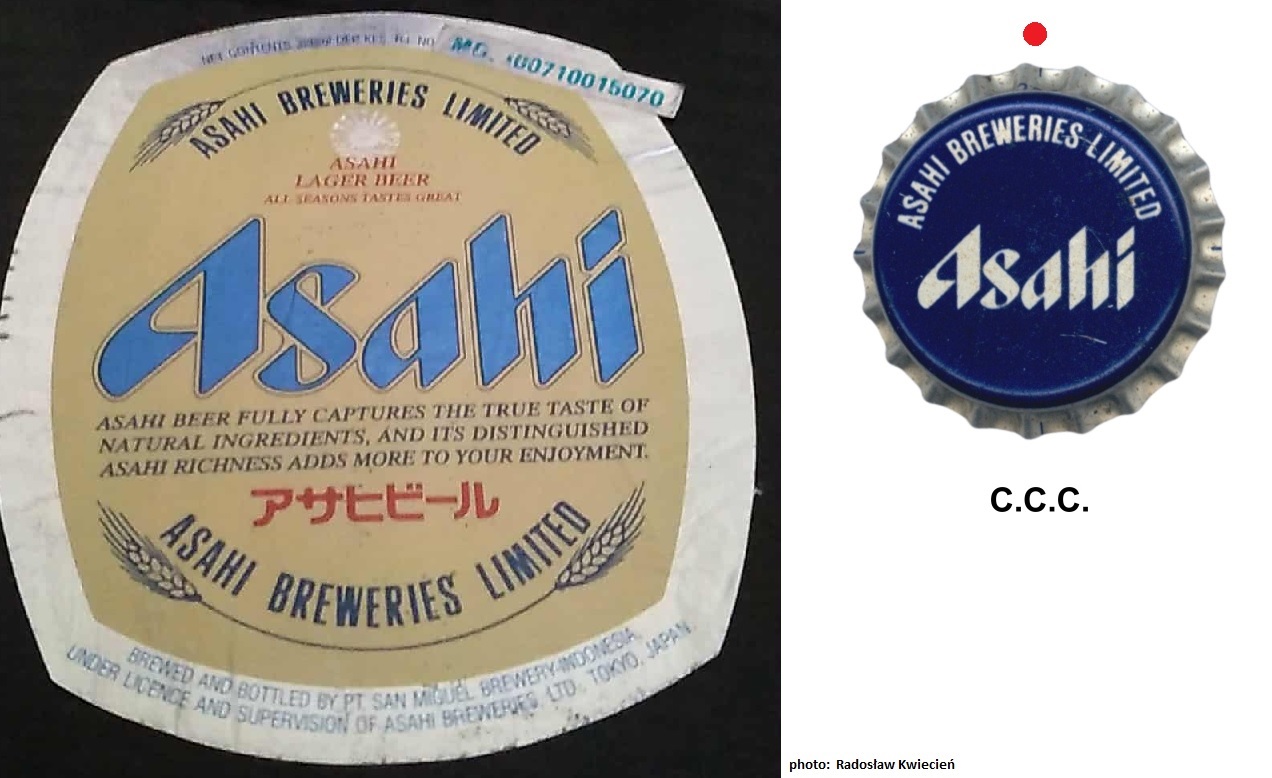 NET CONTENTS
MG. 00710015070
ASAHI BREWERIES LIMITED
ASAHI
LAGER BEER
ALL SEASONS TASTES GREAT
Asahi
ASAHI BEER FULLY CAPTURES THE TRUE TASTE OF
NATURAL INGREDIENTS, AND ITS DISTINGUISHED
ASAHI RICHNESS ADDS MORE TO YOUR ENJOYMENT.
アサヒビール
ASAHI BREWERIES LIMITED
BREWED AND BOTTLED BY PT. SAN MIGUEL BREWERY-INDONESIA
UNDER LICENCE AND SUPERVISION OF ASAHI BREWERIES, LTD., TOKYO, JAPAN
ASAHI BREWERIES LIMITED
Asahi
C.C.C.
photo: Radosław Kwiecień